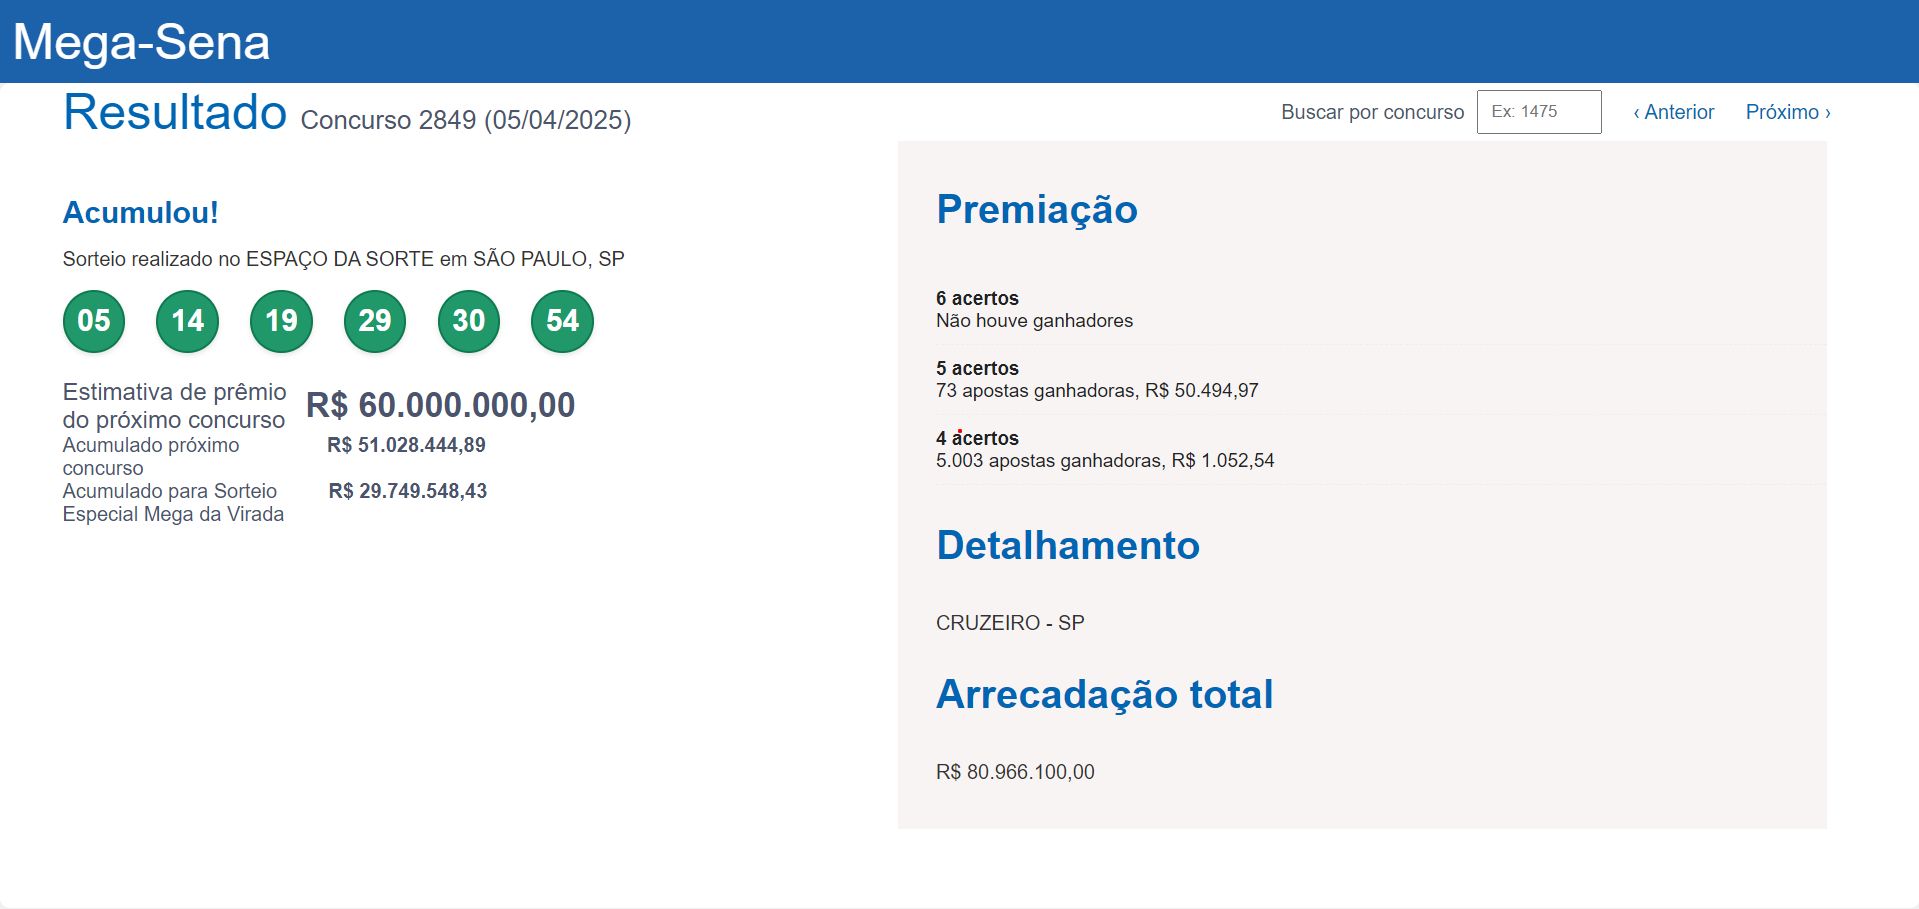 Mega-Sena
Resultado Concurso 2849 (05/04/2025)
Buscar por concurso Ex: 1475 ‹ Anterior Próximo ›
Acumulou!
Sorteio realizado no ESPAÇO DA SORTE em SÃO PAULO, SP
05 14 19 29 30 54
Estimativa de prêmio
do próximo concurso R$ 60.000.000,00
Acumulado próximo R$ 51.028.444,89
concurso
Acumulado para Sorteio R$ 29.749.548,43
Especial Mega da Virada
Premiação
6 acertos
Não houve ganhadores
5 acertos
73 apostas ganhadoras, R$ 50.494,97
4 acertos
5.003 apostas ganhadoras, R$ 1.052,54
Detalhamento
CRUZEIRO - SP
Arrecadação total
R$ 80.966.100,00